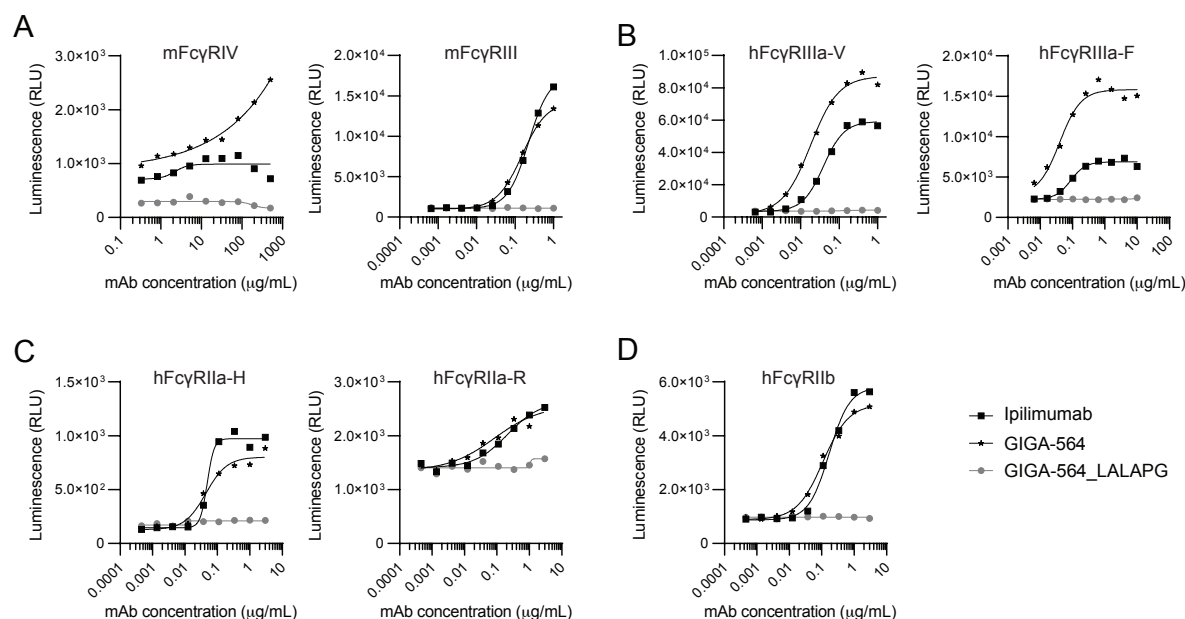 A
mFcγRIV
Luminescence (RLU)
3.0×10³
2.0×10³
1.0×10³
0
0.1
1
10
100
1000
mAb concentration (μg/mL)
mFcγRIII
Luminescence (RLU)
2.0×10⁴
1.5×10⁴
1.0×10⁴
5.0×10³
0
0.0001
0.001
0.01
0.1
1
mAb concentration (μg/mL)
B
hFcγRIIIa-V
Luminescence (RLU)
1.0×10⁵
8.0×10⁴
6.0×10⁴
4.0×10⁴
2.0×10⁴
0
0.0001
0.001
0.01
0.1
1
mAb concentration (μg/mL)
hFcγRIIIa-F
Luminescence (RLU)
2.0×10⁴
1.5×10⁴
1.0×10⁴
5.0×10³
0
0.001
0.01
0.1
1
10
100
mAb concentration (μg/mL)
C
hFcγRIIa-H
Luminescence (RLU)
1.5×10³
1.0×10³
5.0×10²
0
0.0001
0.001
0.01
0.1
1
10
mAb concentration (μg/mL)
hFcγRIIa-R
Luminescence (RLU)
3.0×10³
2.0×10³
1.0×10³
0
0.0001
0.001
0.01
0.1
1
10
mAb concentration (μg/mL)
D
hFcγRIIb
Luminescence (RLU)
6.0×10³
4.0×10³
2.0×10³
0
0.0001
0.001
0.01
0.1
1
10
mAb concentration (μg/mL)
Ipilimumab
GIGA-564
GIGA-564_LALAPG